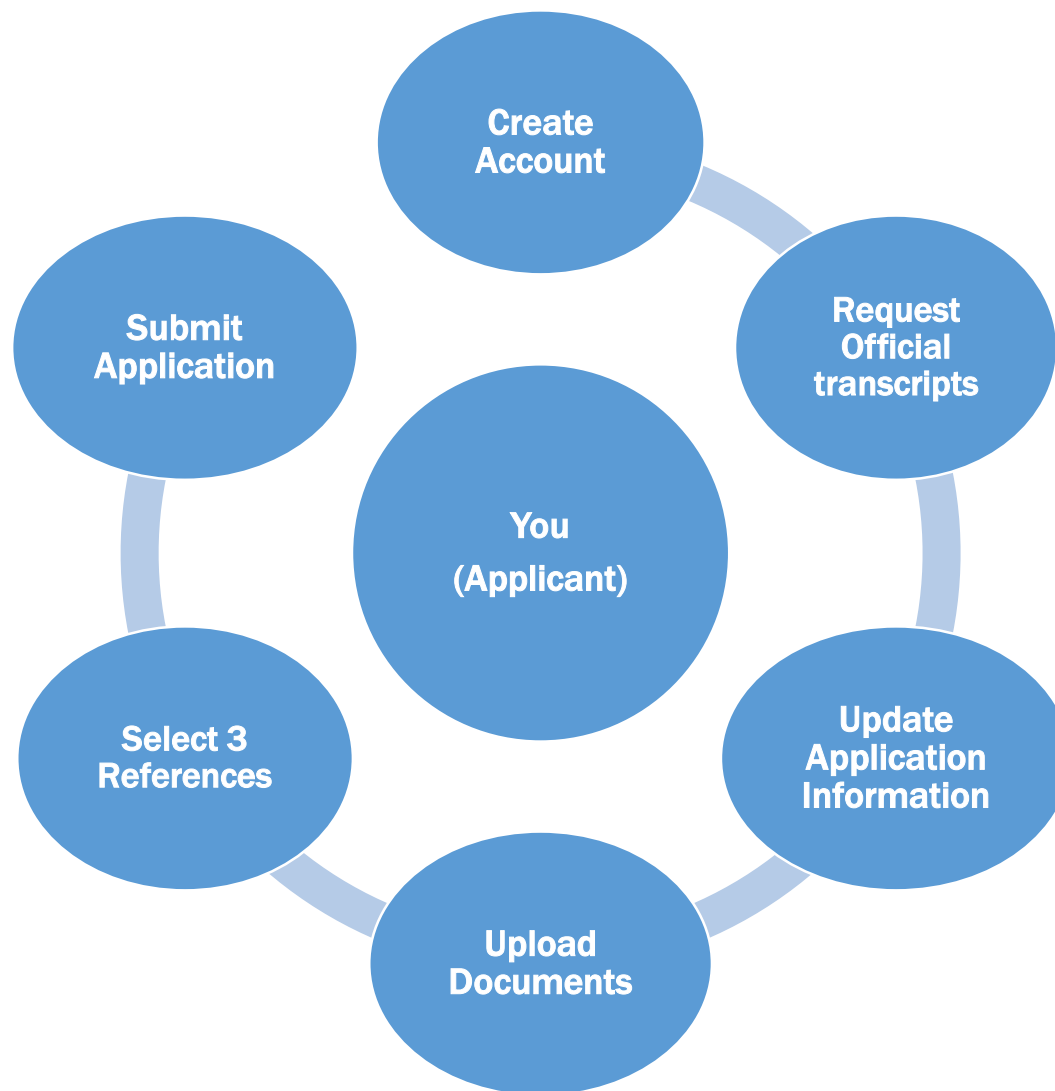 Create
Account
Request
Official
transcripts
Update
Application
Information
Upload
Documents
Select 3
References
Submit
Application
You
(Applicant)